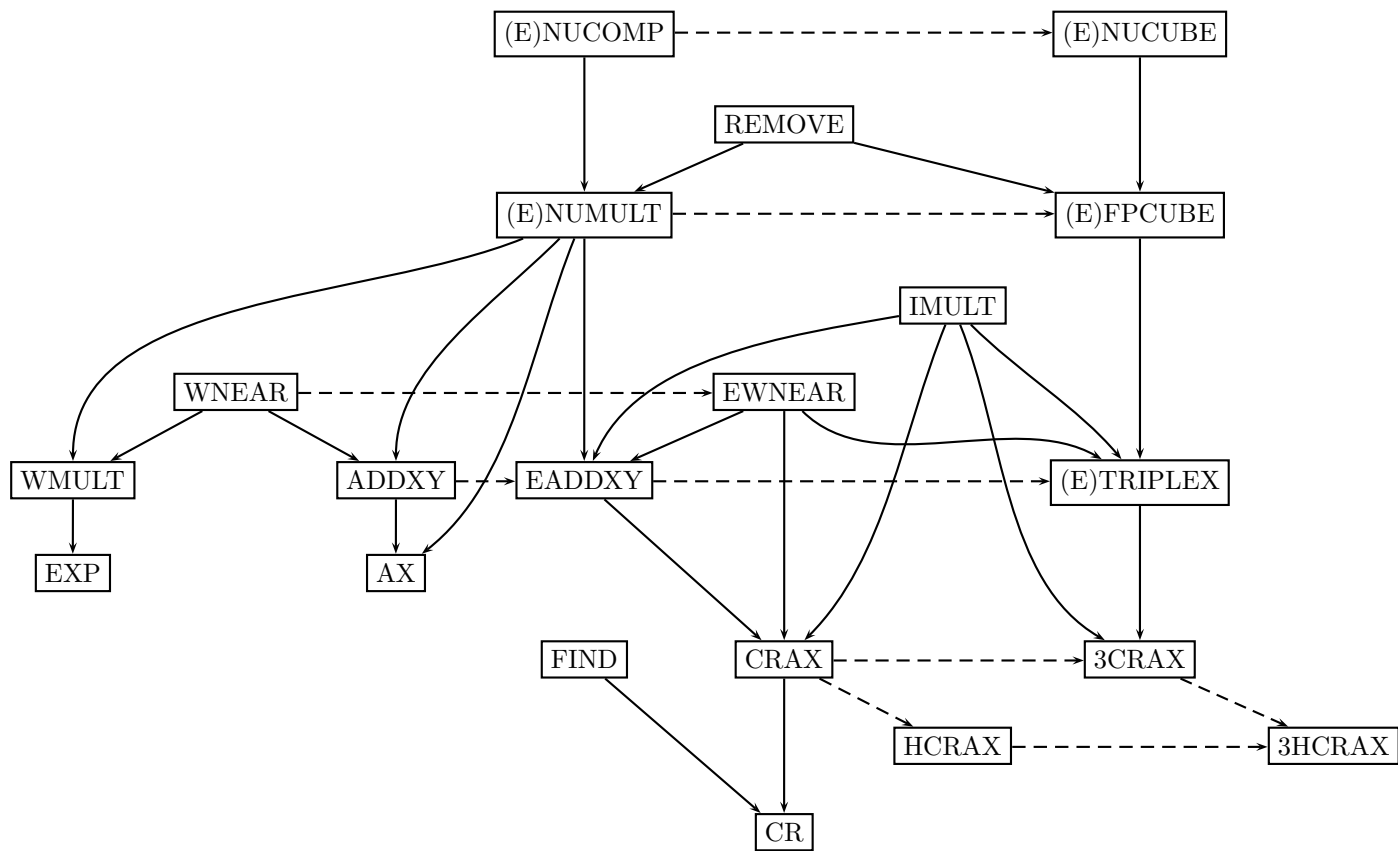 (E)NUCOMP
(E)NUCUBE
REMOVE
(E)NUMULT
(E)FPCUBE
IMULT
WNEAR
EWNEAR
WMULT
ADDXY
EADDXY
(E)TRIPLEX
EXP
AX
FIND
CRAX
3CRAX
HCRAX
3HCRAX
CR